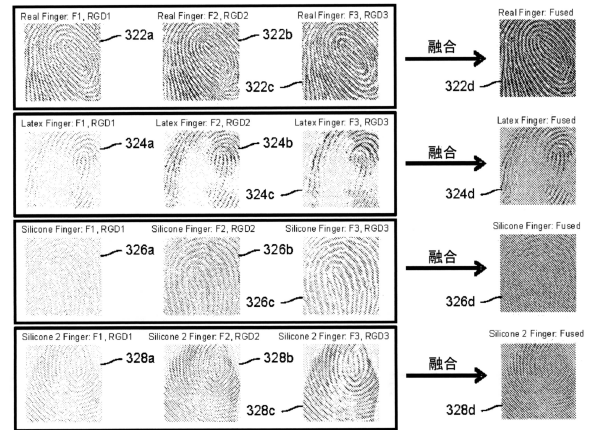 Real Finger: F1, RGD1 Real Finger: F2, RGD2 Real Finger: F3, RGD3 Real Finger: Fused
322a 322b
融合
322c 322d
Latex Finger: F1, RGD1 Latex Finger: F2, RGD2 Latex Finger: F3, RGD3 Latex Finger: Fused
324a 324b
融合
324c 324d
Silicone Finger: F1, RGD1 Silicone Finger: F2, RGD2 Silicone Finger: F3, RGD3 Silicone Finger: Fused
326a 326b
融合
326c 326d
Silicone 2 Finger: F1, RGD1 Silicone 2 Finger: F2, RGD2 Silicone 2 Finger: F3, RGD3 Silicone 2 Finger: Fused
328a 328b
融合
328c 328d